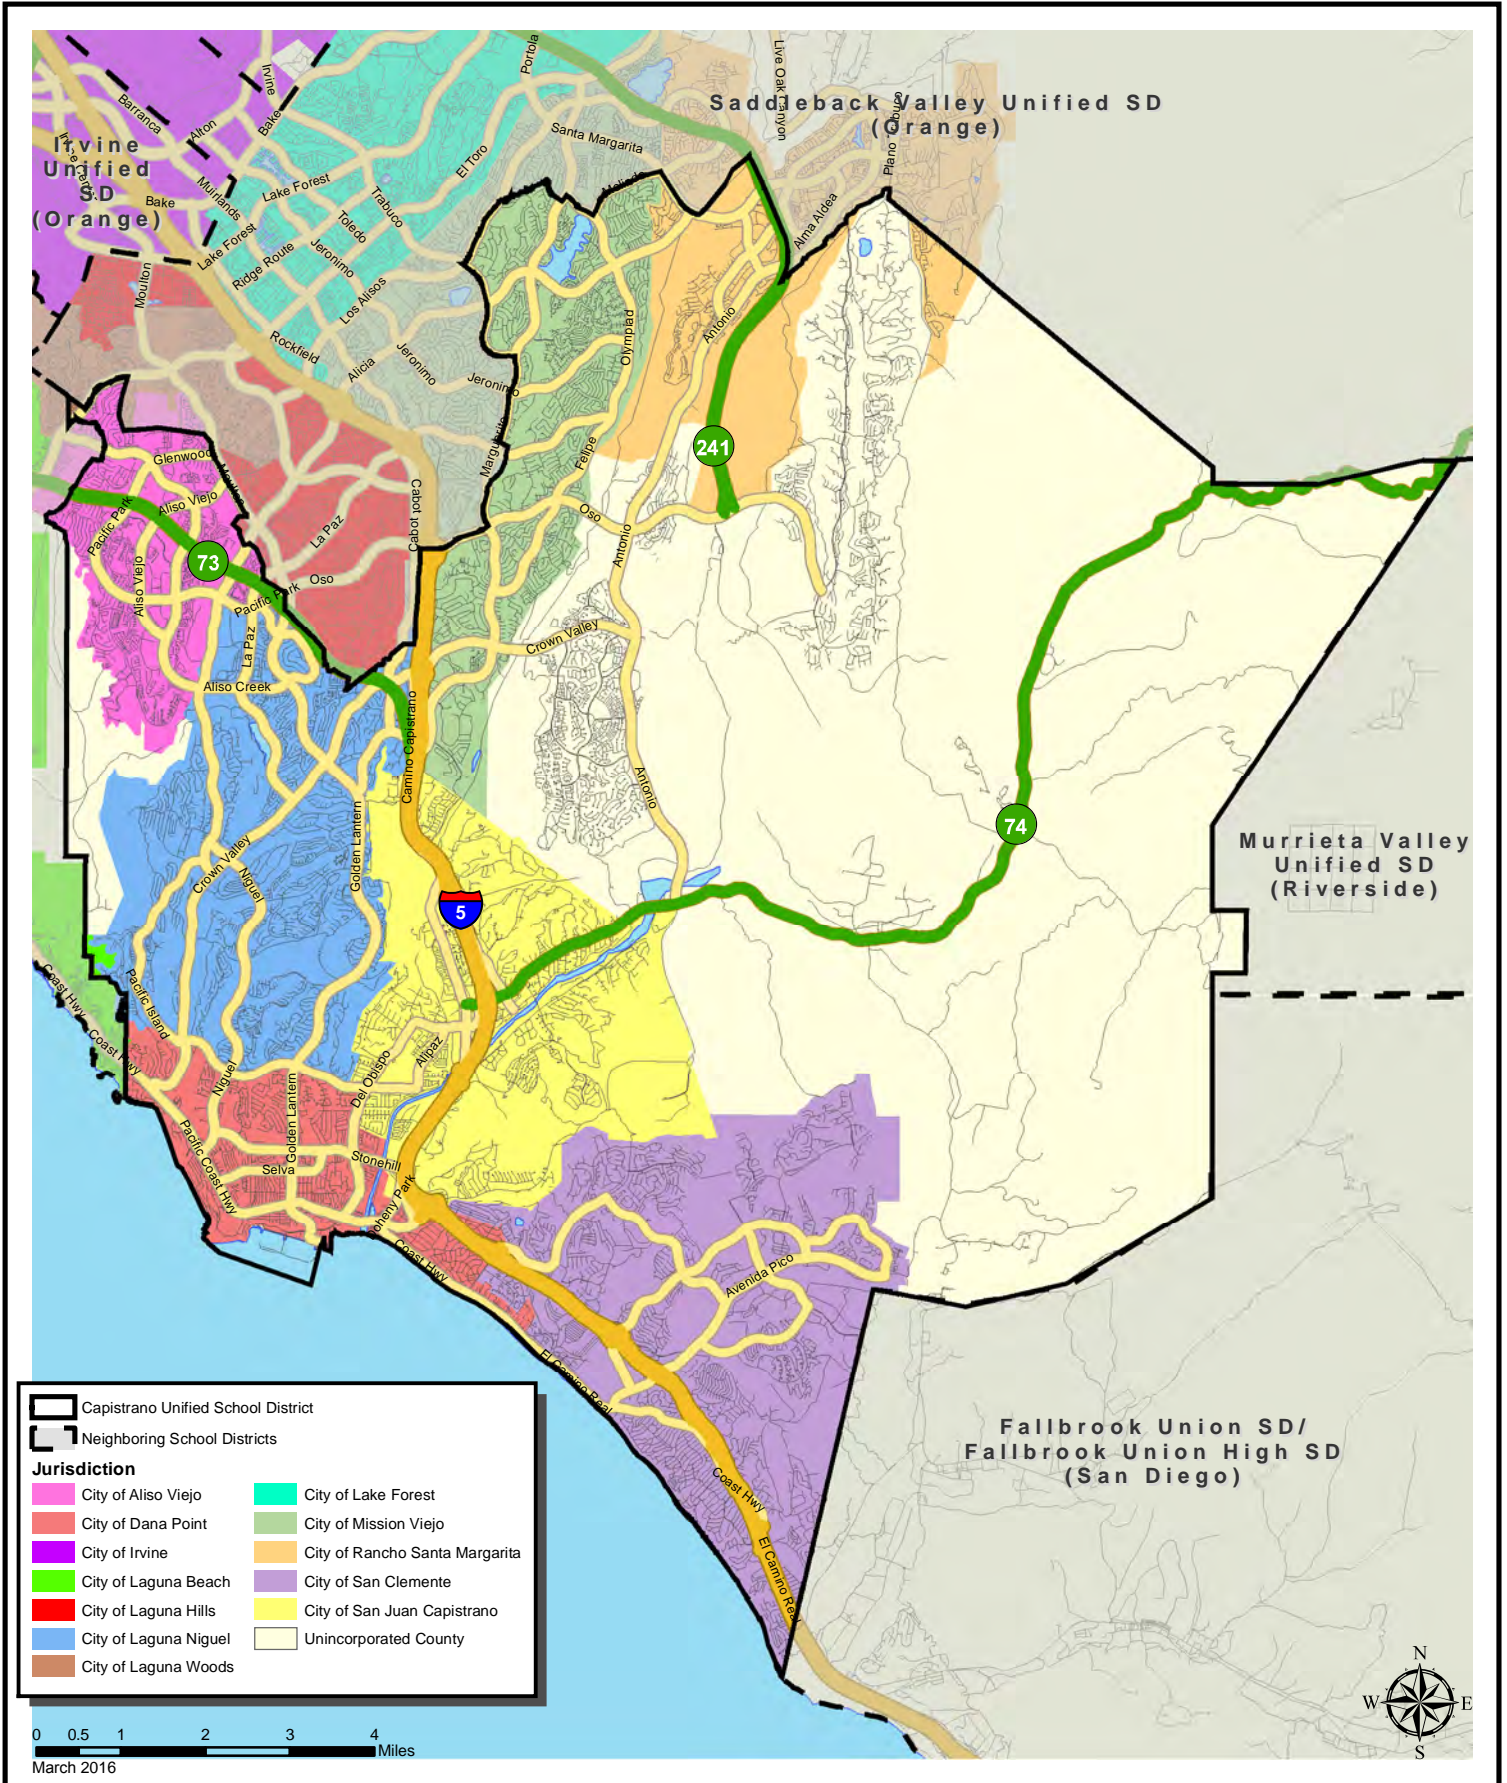 Saddleback Valley Unified SD
(Orange)
Irvine
Unified
SD
(Orange)
Murrieta Valley
Unified SD
(Riverside)
Fallbrook Union SD/
Fallbrook Union High SD
(San Diego)
Portola
Live Oak Canyon
Irvine
Barranca
Alton
Bake
Santa Margarita
El Toro
Lake Forest
Muirlands
Bake
Trabuco
Toledo
Jeronimo
Lake Forest
Ridge Route
Los Alisos
Moulton
Rockfield
Alicia
Jeronimo
Jeronimo
Alma Aldea
Antonio
Olympiad
Felipe
Marguerite
241
Glenwood
Moulton
Pacific Park
Aliso Viejo
La Paz
Cabot
Cabot
Oso
Antonio
73
Aliso Viejo
Pacific Park
Oso
La Paz
Crown Valley
Aliso Creek
Camino Capistrano
Antonio
Golden Lantern
Crown Valley
Niguel
74
5
Pacific Island
Coast Hwy
Coast Hwy
Niguel
Del Obispo
Alipaz
Golden Lantern
Pacific Coast Hwy
Selva
Stonehill
Doheny Park
Coast Hwy
Avenida Pico
El Camino Real
Coast Hwy
El Camino Real
Capistrano Unified School District
Neighboring School Districts
Jurisdiction
City of Aliso Viejo
City of Dana Point
City of Irvine
City of Laguna Beach
City of Laguna Hills
City of Laguna Niguel
City of Laguna Woods
City of Lake Forest
City of Mission Viejo
City of Rancho Santa Margarita
City of San Clemente
City of San Juan Capistrano
Unincorporated County
0 0.5 1 2 3 4
Miles
March 2016
N
W E
S